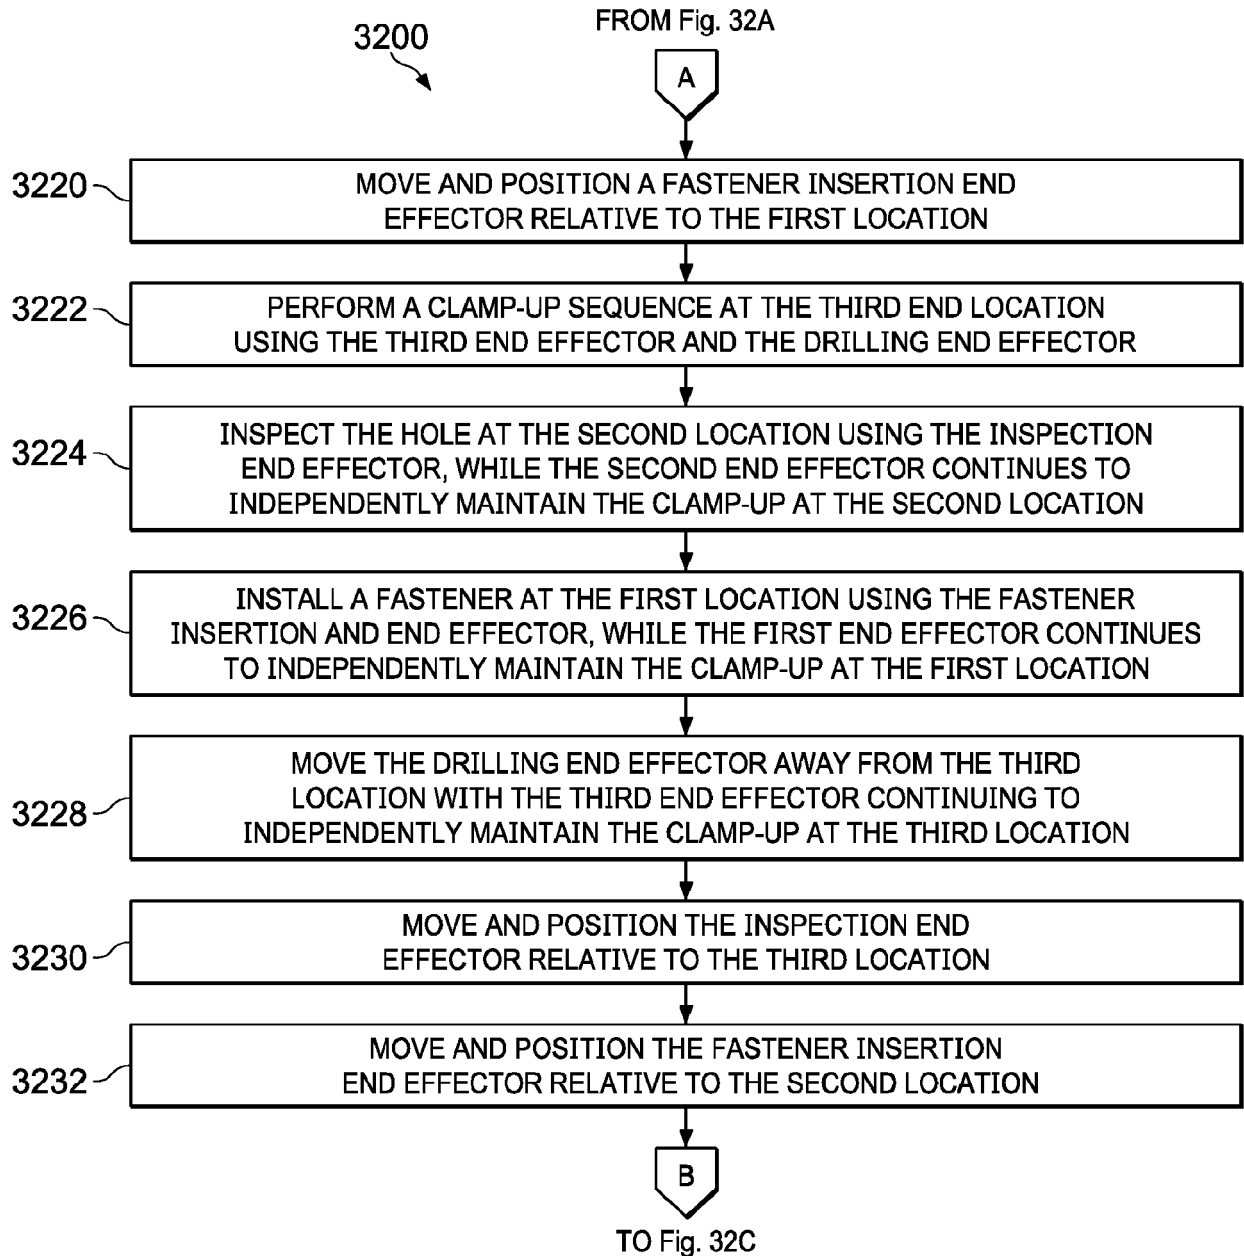 FROM Fig. 32A
3200
A
3220
MOVE AND POSITION A FASTENER INSERTION END
EFFECTOR RELATIVE TO THE FIRST LOCATION
3222
PERFORM A CLAMP-UP SEQUENCE AT THE THIRD END LOCATION
USING THE THIRD END EFFECTOR AND THE DRILLING END EFFECTOR
3224
INSPECT THE HOLE AT THE SECOND LOCATION USING THE INSPECTION
END EFFECTOR, WHILE THE SECOND END EFFECTOR CONTINUES TO
INDEPENDENTLY MAINTAIN THE CLAMP-UP AT THE SECOND LOCATION
3226
INSTALL A FASTENER AT THE FIRST LOCATION USING THE FASTENER
INSERTION AND END EFFECTOR, WHILE THE FIRST END EFFECTOR CONTINUES
TO INDEPENDENTLY MAINTAIN THE CLAMP-UP AT THE FIRST LOCATION
3228
MOVE THE DRILLING END EFFECTOR AWAY FROM THE THIRD
LOCATION WITH THE THIRD END EFFECTOR CONTINUING TO
INDEPENDENTLY MAINTAIN THE CLAMP-UP AT THE THIRD LOCATION
3230
MOVE AND POSITION THE INSPECTION END
EFFECTOR RELATIVE TO THE THIRD LOCATION
3232
MOVE AND POSITION THE FASTENER INSERTION
END EFFECTOR RELATIVE TO THE SECOND LOCATION
B
TO Fig. 32C